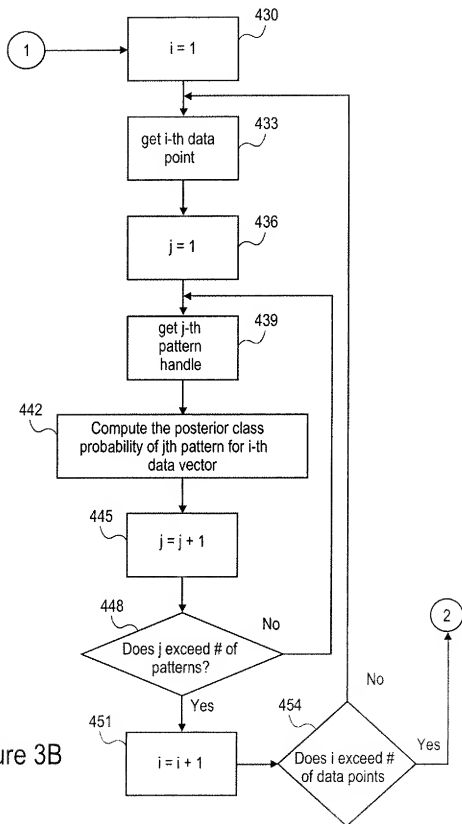 430
1
i = 1
433
get i-th data
point
436
j = 1
439
get j-th
pattern
handle
442
Compute the posterior class
probability of jth pattern for i-th
data vector
445
j = j + 1
448
No
Does j exceed # of
patterns?
2
No
Yes
454
451
i = i + 1
Does i exceed #
of data points
Yes
ure 3B